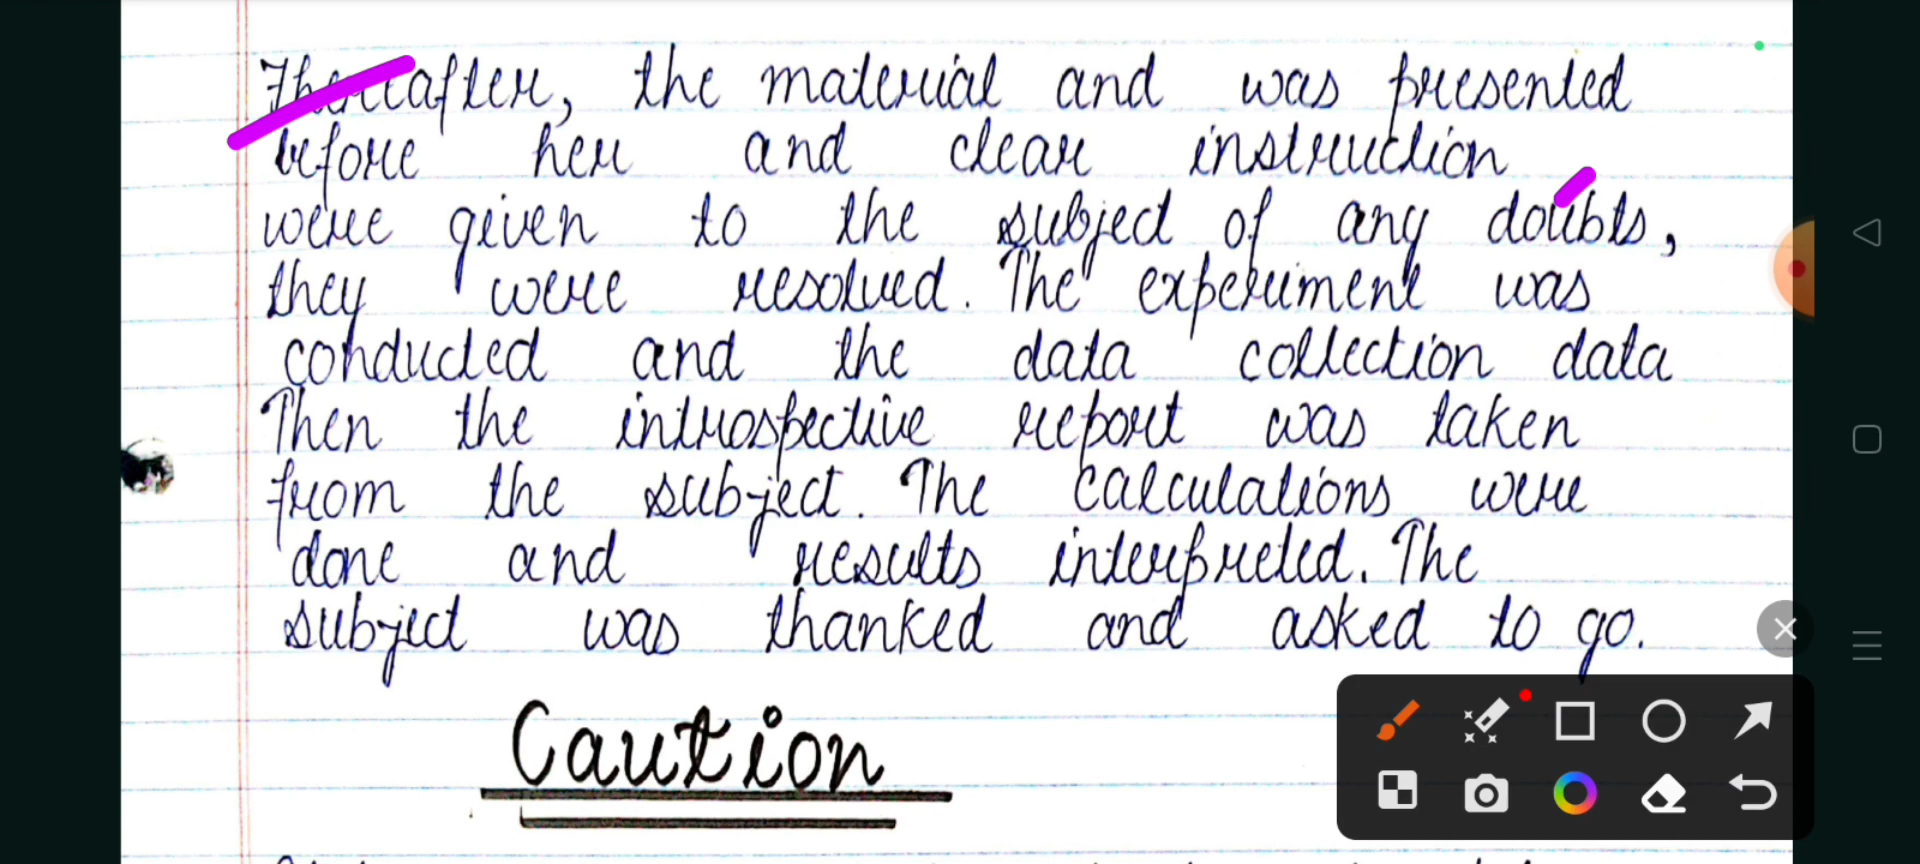 Thereafter, the material and was presented
before her and clear instruction
were given to the subject of any doubts,
they were resolved. The experiment was
conducted and the data collection data
Then the introspective report was taken
from the subject. The calculations were
done and results interpreted. The
subject was thanked and asked to go.
Caution